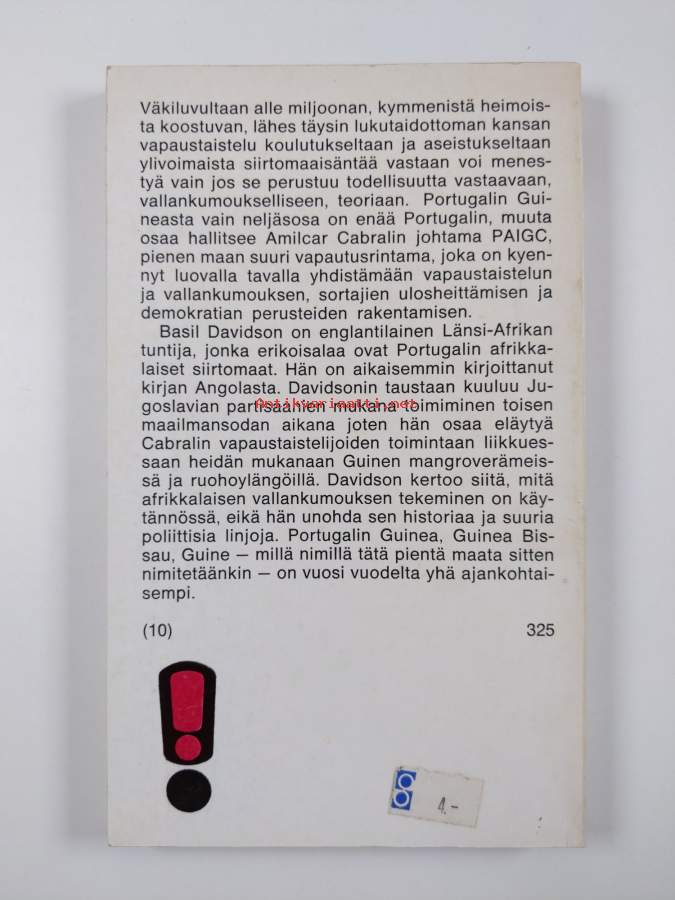 Väkiluvultaan alle miljoonan, kymmenistä heimois-
ta koostuvan, lähes täysin lukutaidottoman kansan
vapaustaistelu koulutukseltaan ja aseistukseltaan
ylivoimaista siirtomaaisäntää vastaan voi menes-
tyä vain jos se perustuu todellisuutta vastaavaan,
vallankumoukselliseen, teoriaan. Portugalin Gui-
neasta vain neljäsosa on enää Portugalin, muuta
osaa hallitsee Amilcar Cabralin johtama PAIGC,
pienen maan suuri vapautusrintama, joka on kyen-
nyt luovalla tavalla yhdistämään vapaustaistelun
ja vallankumouksen, sortajien ulosheittämisen ja
demokratian perusteiden rakentamisen.
Basil Davidson on englantilainen Länsi-Afrikan
tuntija, jonka erikoisalaa ovat Portugalin afrikka-
laiset siirtomaat. Hän on aikaisemmin kirjoittanut
kirjan Angolasta. Davidsonin taustaan kuuluu Ju-
goslavian partisaanien mukana toimiminen toisen
Antikvariaatti.net
maailmansodan aikana joten hän osaa eläytyä
Cabralin vapaustaistelijoiden toimintaan liikkues-
saan heidän mukanaan Guinen mangroverämeis-
sä ja ruohoylängöillä. Davidson kertoo siitä, mitä
afrikkalaisen vallankumouksen tekeminen on käy-
tännössä, eikä hän unohda sen historiaa ja suuria
poliittisia linjoja. Portugalin Guinea, Guinea Bis-
sau, Guine – millä nimillä tätä pientä maata sitten
nimitetäänkin – on vuosi vuodelta yhä ajankohtai-
sempi.
(10) 325
4.-